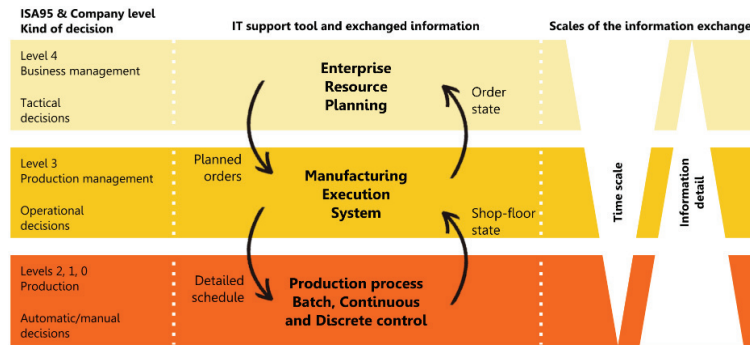 ISA95 & Company level
Kind of decision
IT support tool and exchanged information
Scales of the information exchange
Level 4
Business management
Tactical
decisions
Enterprise
Resource
Planning
Order
state
Level 3
Production management
Operational
decisions
Planned
orders
Manufacturing
Execution
System
Shop-floor
state
Time scale
Information
detail
Levels 2, 1, 0
Production
Automatic/manual
decisions
Detailed
schedule
Production process
Batch, Continuous
and Discrete control